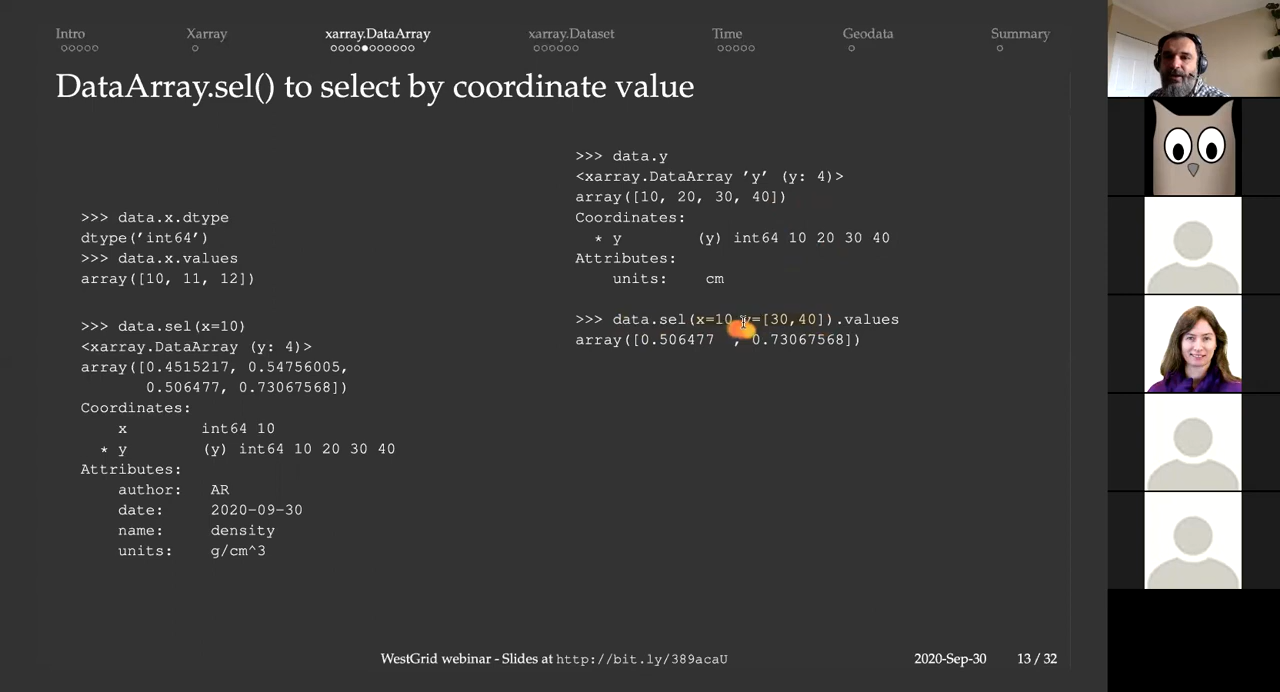 Intro Xarray xarray.DataArray xarray.Dataset Time Geodata Summary
DataArray.sel() to select by coordinate value
>>> data.x.dtype
dtype('int64')
>>> data.x.values
array([10, 11, 12])
>>> data.sel(x=10)
<xarray.DataArray (y: 4)>
array([0.4515217, 0.54756005,
0.506477, 0.73067568])
Coordinates:
x int64 10
* y (y) int64 10 20 30 40
Attributes:
author: AR
date: 2020-09-30
name: density
units: g/cm^3
>>> data.y
<xarray.DataArray 'y' (y: 4)>
array([10, 20, 30, 40])
Coordinates:
* y (y) int64 10 20 30 40
Attributes:
units: cm
>>> data.sel(x=10,y=[30,40]).values
array([0.506477 , 0.73067568])
WestGrid webinar - Slides at http://bit.ly/389acaU 2020-Sep-30 13 / 32